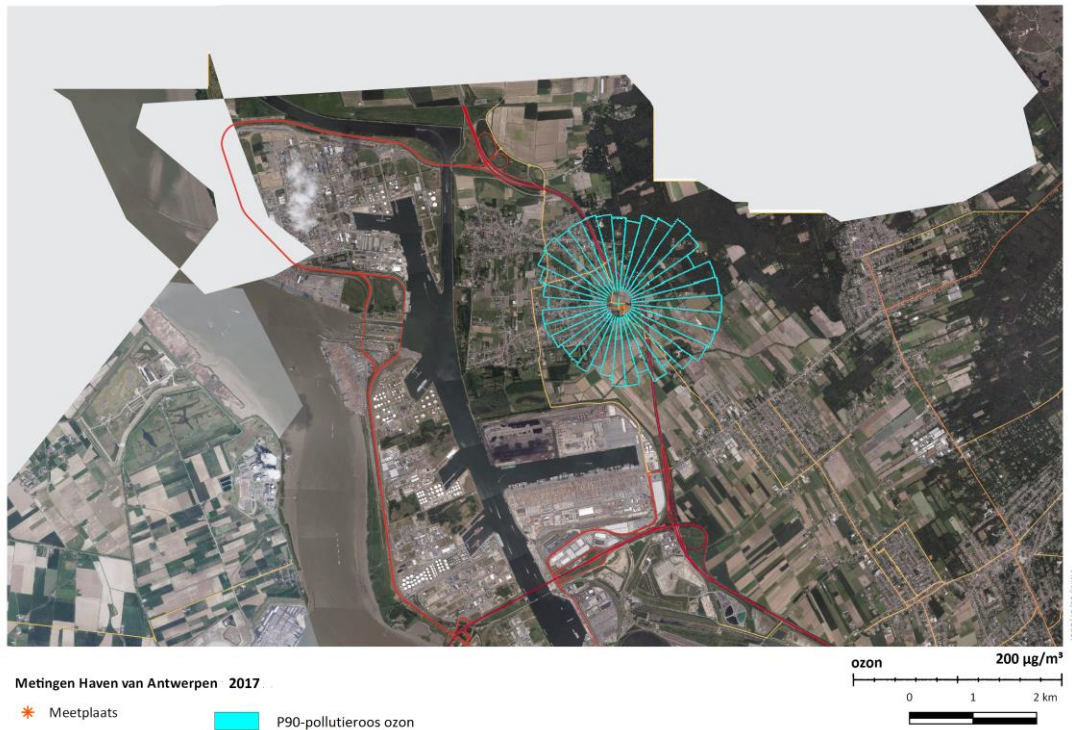 ozon 200 µg/m³
Metingen Haven van Antwerpen 2017
0 1 2 km
Meetplaats
P90-pollutieroos ozon